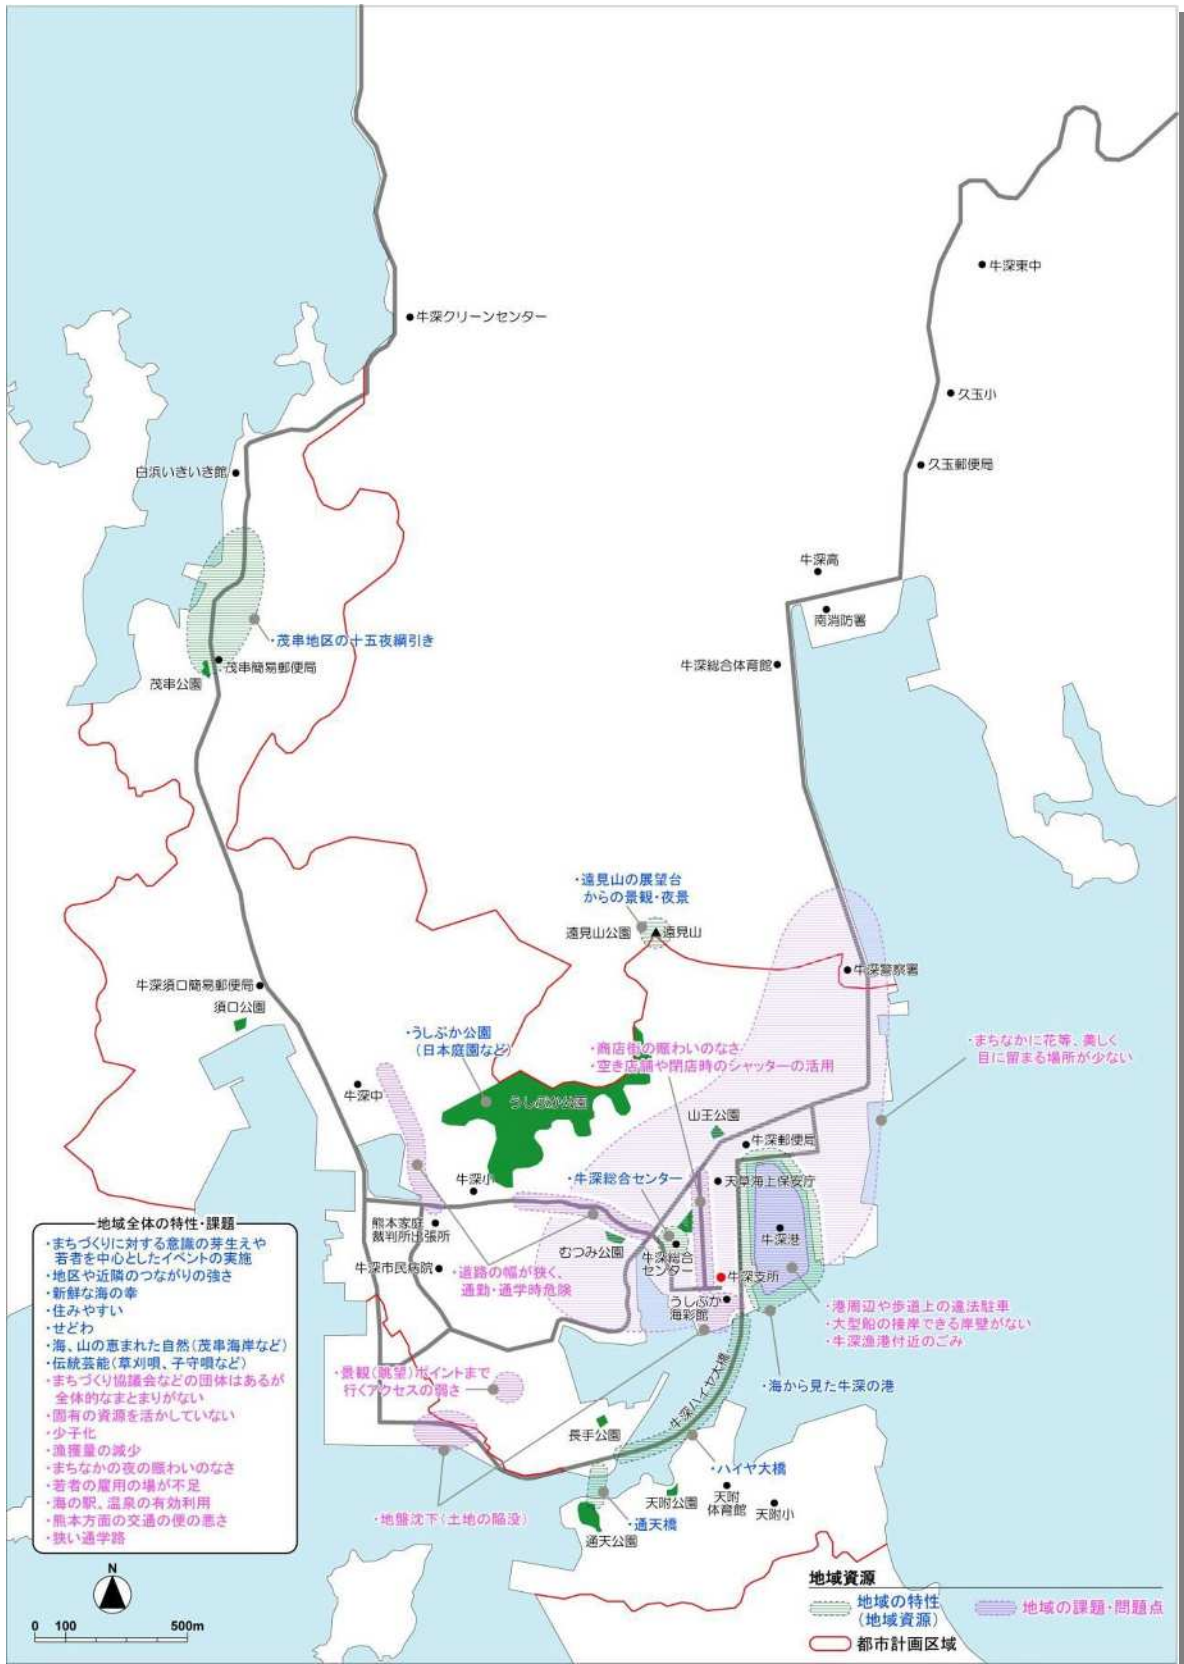 ・牛深東中
・牛深クリーンセンター
・久玉小
白浜いきいき館・
・久玉郵便局
牛深高
南消防署
・茂串地区の十五夜綱引き
茂串簡易郵便局
茂串公園
牛深総合体育館・
・遠見山の展望台
からの景観・夜景
遠見山公園
▲遠見山
・牛深警察署
牛深須口簡易郵便局・
須口公園
・うしぶか公園
(日本庭園など)
・商店街の賑わいのなさ
・空き店舗や閉店時のシャッターの活用
・まちなかに花等、美しく
目に留まる場所が少ない
牛深中
うしぶか公園
山王公園
・牛深郵便局
牛深小
・牛深総合センター
・天草海上保安庁
熊本家庭
裁判所出張所
むつみ公園
牛深総合
センター
牛深港
牛深市民病院・
・道路の幅が狭く、
通勤・通学時危険
・牛深支所
うしぶか
海彩館
・港周辺や歩道上の違法駐車
・大型船の接岸できる岸壁がない
・牛深漁港付近のごみ
・景観(眺望)ポイントまで
行くアクセスの弱さ
牛深ハイヤ大橋
・海から見た牛深の港
長手公園
・ハイヤ大橋
天附公園
天附
体育館
天附小
・地盤沈下(土地の陥没)
・通天橋
通天公園
地域全体の特性・課題
・まちづくりに対する意識の芽生えや
若者を中心としたイベントの実施
・地区や近隣のつながりの強さ
・新鮮な海の幸
・住みやすい
・せどわ
・海、山の恵まれた自然(茂串海岸など)
・伝統芸能(草刈唄、子守唄など)
・まちづくり協議会などの団体はあるが
全体的なまとまりがない
・固有の資源を活かしていない
・少子化
・漁獲量の減少
・まちなかの夜の賑わいのなさ
・若者の雇用の場が不足
・海の駅、温泉の有効利用
・熊本方面の交通の便の悪さ
・狭い通学路
N
0 100 500m
地域資源
地域の特性
(地域資源)
地域の課題・問題点
都市計画区域